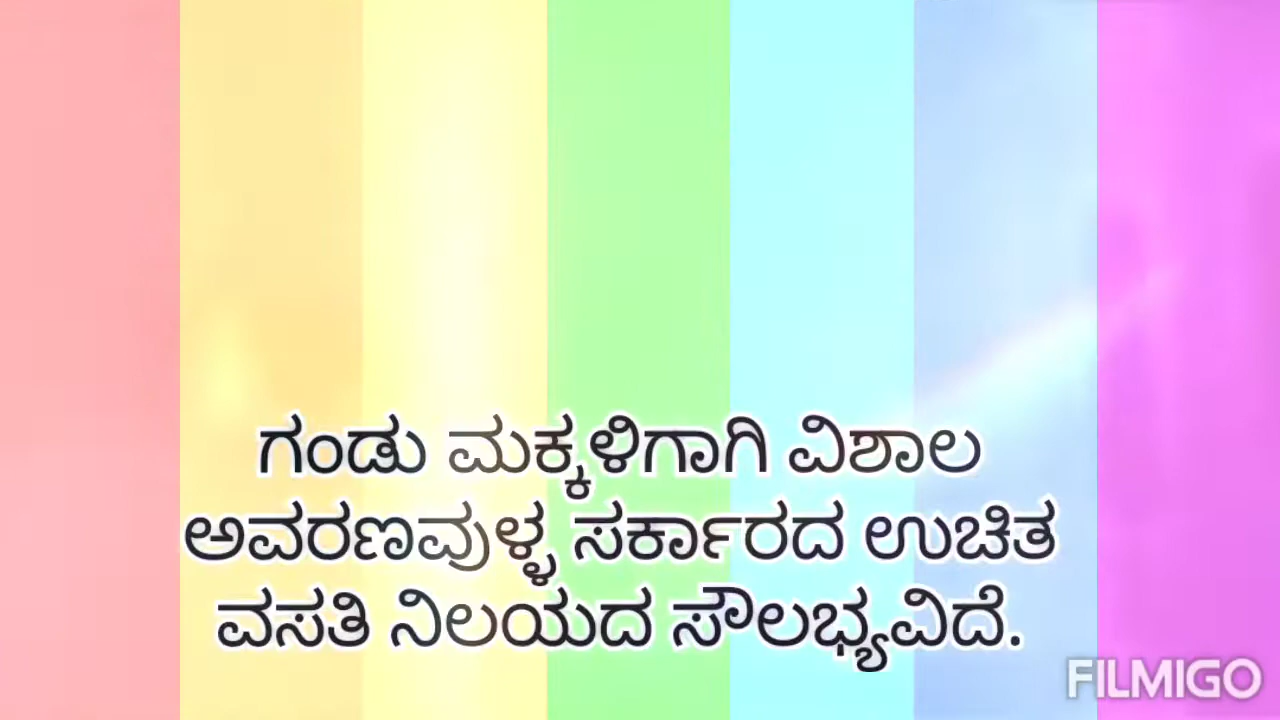 ಗಂಡು ಮಕ್ಕಳಿಗಾಗಿ ವಿಶಾಲ
ಅವರಣವುಳ್ಳ ಸರ್ಕಾರದ ಉಚಿತ
ವಸತಿ ನಿಲಯದ ಸೌಲಭ್ಯವಿದೆ.
FILMIGO